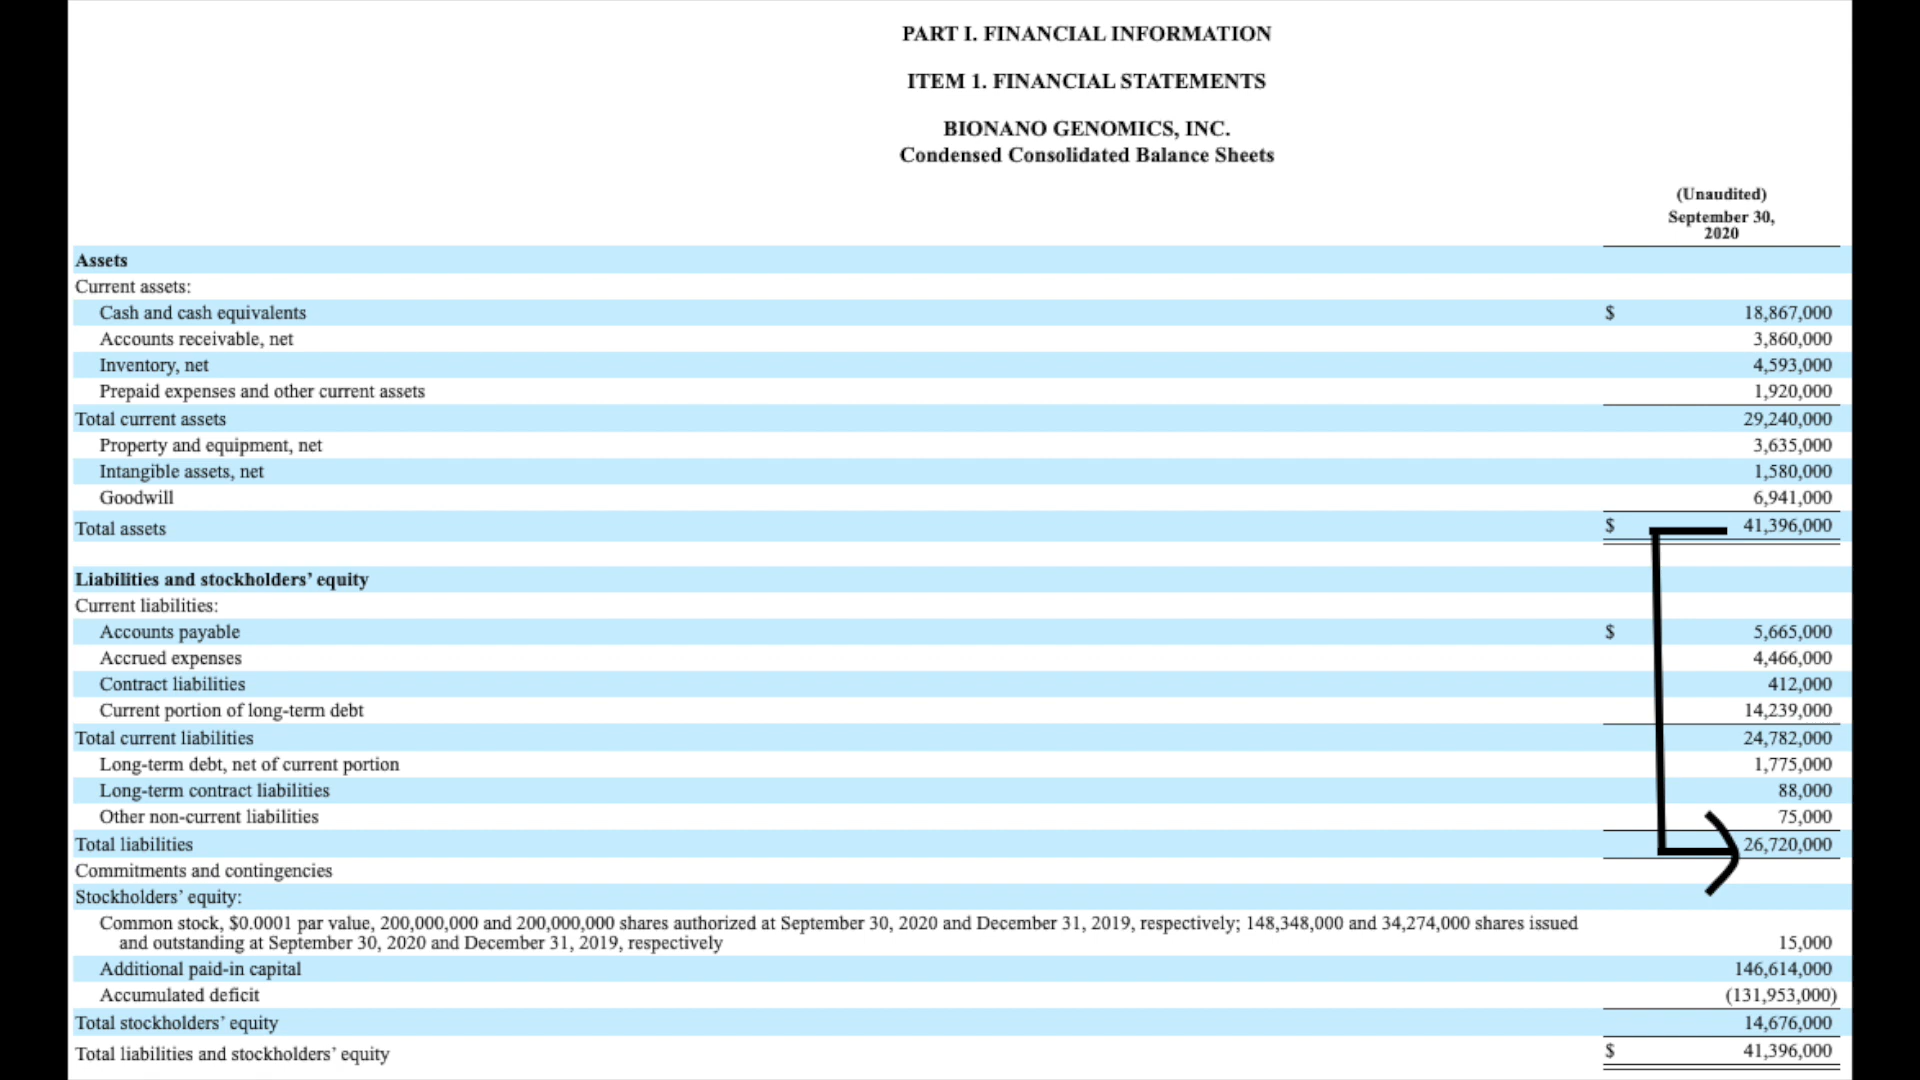 PART I. FINANCIAL INFORMATION
ITEM 1. FINANCIAL STATEMENTS
BIONANO GENOMICS, INC.
Condensed Consolidated Balance Sheets
(Unaudited)
September 30,
2020
Assets
Current assets:
Cash and cash equivalents $ 18,867,000
Accounts receivable, net 3,860,000
Inventory, net 4,593,000
Prepaid expenses and other current assets 1,920,000
Total current assets 29,240,000
Property and equipment, net 3,635,000
Intangible assets, net 1,580,000
Goodwill 6,941,000
Total assets $ 41,396,000
Liabilities and stockholders’ equity
Current liabilities:
Accounts payable $ 5,665,000
Accrued expenses 4,466,000
Contract liabilities 412,000
Current portion of long-term debt 14,239,000
Total current liabilities 24,782,000
Long-term debt, net of current portion 1,775,000
Long-term contract liabilities 88,000
Other non-current liabilities 75,000
Total liabilities 26,720,000
Commitments and contingencies
Stockholders’ equity:
Common stock, $0.0001 par value, 200,000,000 and 200,000,000 shares authorized at September 30, 2020 and December 31, 2019, respectively; 148,348,000 and 34,274,000 shares issued
and outstanding at September 30, 2020 and December 31, 2019, respectively 15,000
Additional paid-in capital 146,614,000
Accumulated deficit (131,953,000)
Total stockholders’ equity 14,676,000
Total liabilities and stockholders’ equity $ 41,396,000